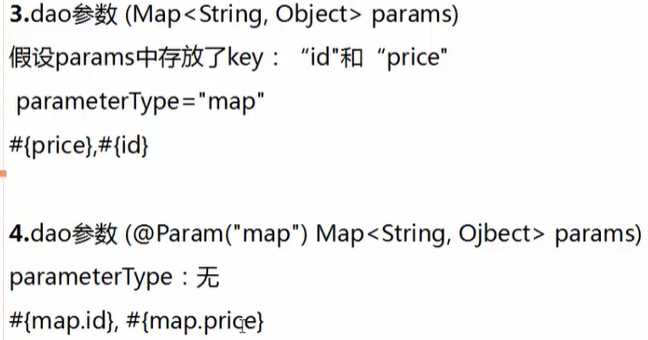 3.dao参数 (Map<String, Object> params)
假设params中存放了key：“id"和“price"
parameterType="map"
#{price},#{id}
4.dao参数 (@Param("map") Map<String, Ojbect> params)
parameterType：无
#{map.id}, #{map.price}